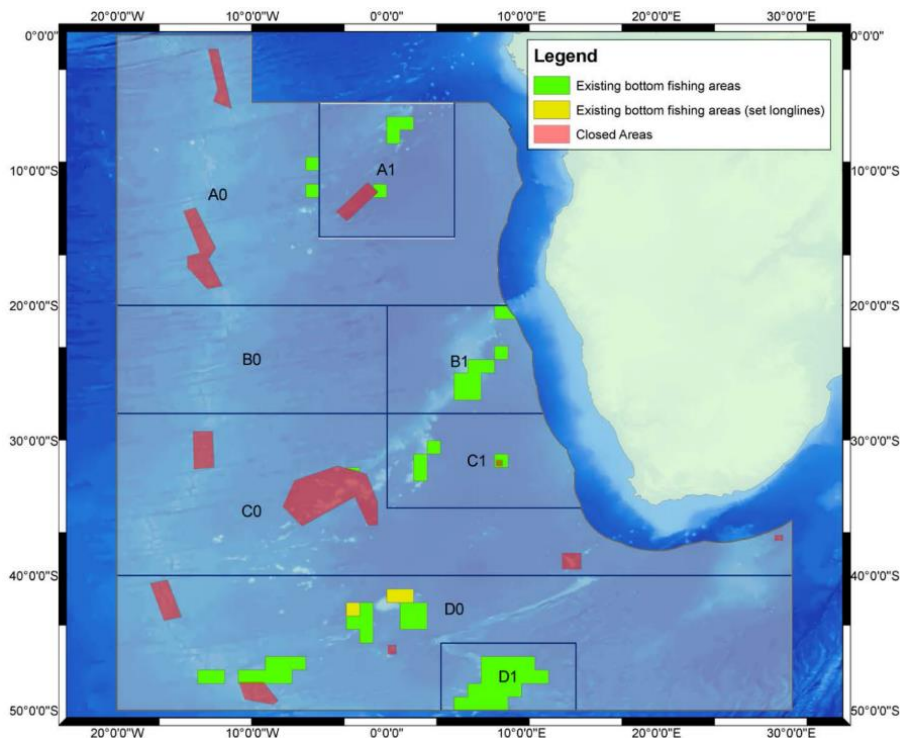 20°0'0"W 10°0'0"W 0°0'0" 10°0'0"E 20°0'0"E 30°0'0"E
0°0'0" 0°0'0"
Legend
Existing bottom fishing areas
Existing bottom fishing areas (set longlines)
Closed Areas
10°0'0"S 10°0'0"S
A1
A0
20°0'0"S 20°0'0"S
B0 B1
30°0'0"S 30°0'0"S
C1
C0
40°0'0"S 40°0'0"S
D0
D1
50°0'0"S 50°0'0"S
20°0'0"W 10°0'0"W 0°0'0" 10°0'0"E 20°0'0"E 30°0'0"E